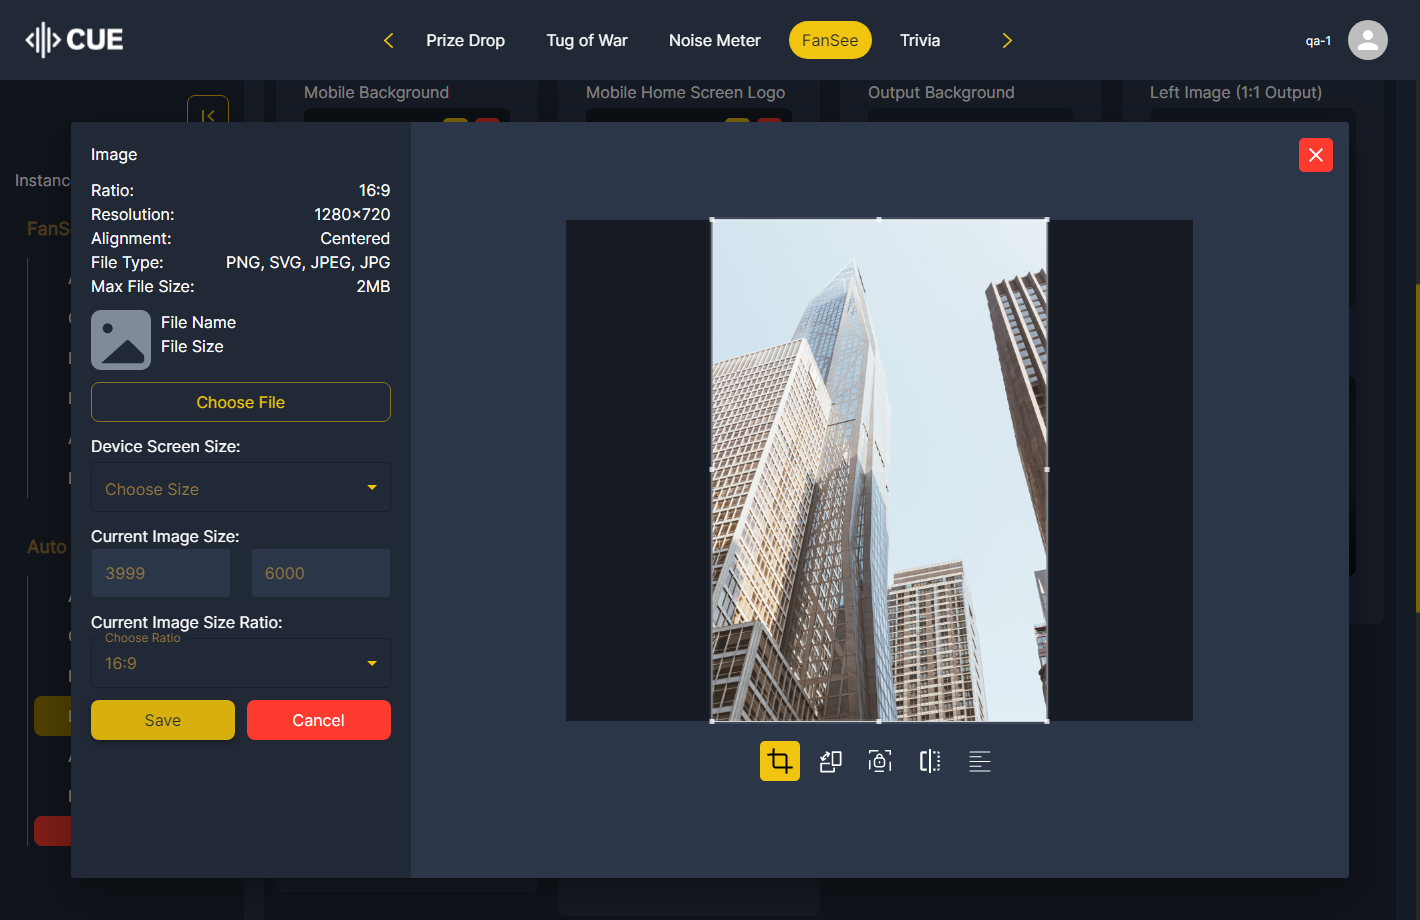 CUE
Prize Drop
Tug of War
Noise Meter
FanSee
Trivia
qa-1
Mobile Background
Mobile Home Screen Logo
Output Background
Left Image (1:1 Output)
Image
Ratio: 16:9
Resolution: 1280×720
Alignment: Centered
File Type: PNG, SVG, JPEG, JPG
Max File Size: 2MB
File Name
File Size
Choose File
Device Screen Size:
Choose Size
Current Image Size:
3999 6000
Current Image Size Ratio:
Choose Ratio
16:9
Save
Cancel
Auto